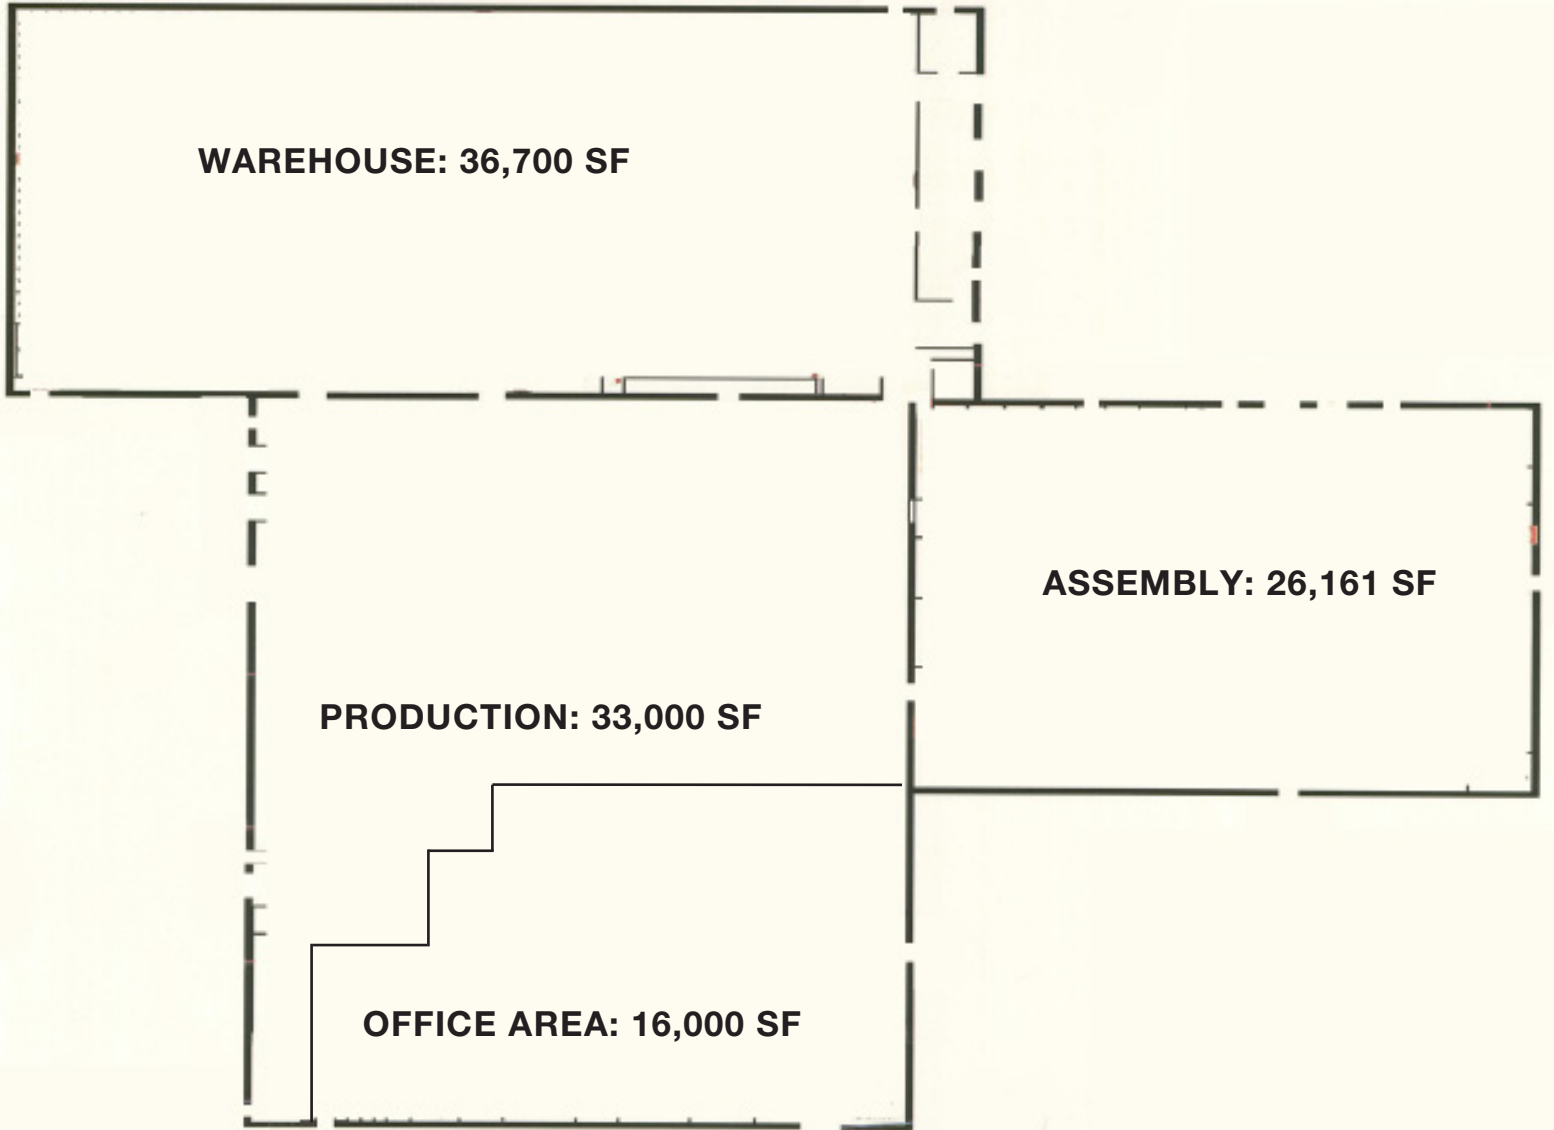 WAREHOUSE: 36,700 SF
ASSEMBLY: 26,161 SF
PRODUCTION: 33,000 SF
OFFICE AREA: 16,000 SF